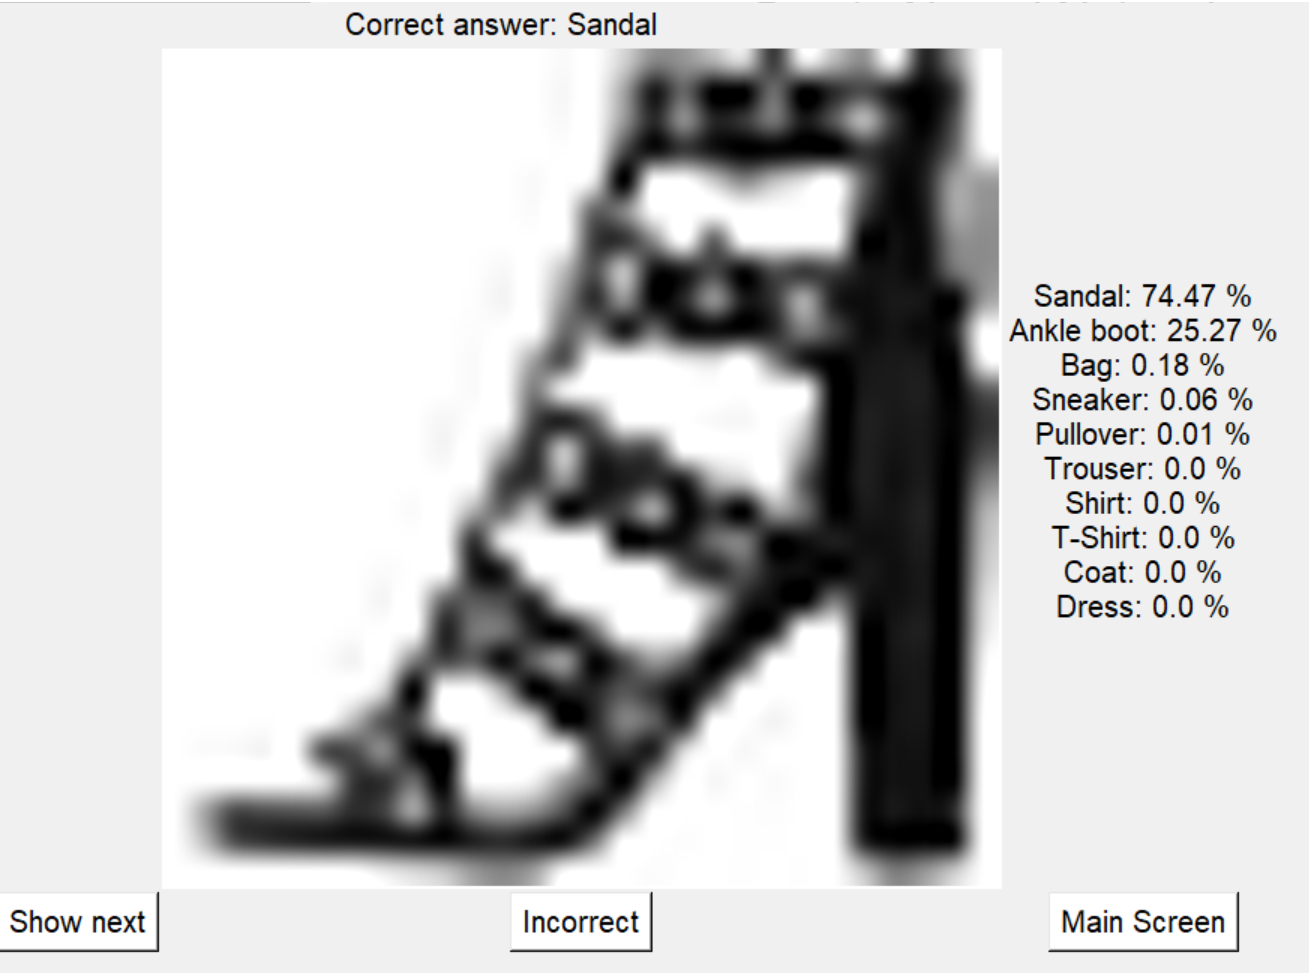 Correct answer: Sandal
Sandal: 74.47 %
Ankle boot: 25.27 %
Bag: 0.18 %
Sneaker: 0.06 %
Pullover: 0.01 %
Trouser: 0.0 %
Shirt: 0.0 %
T-Shirt: 0.0 %
Coat: 0.0 %
Dress: 0.0 %
Show next
Incorrect
Main Screen